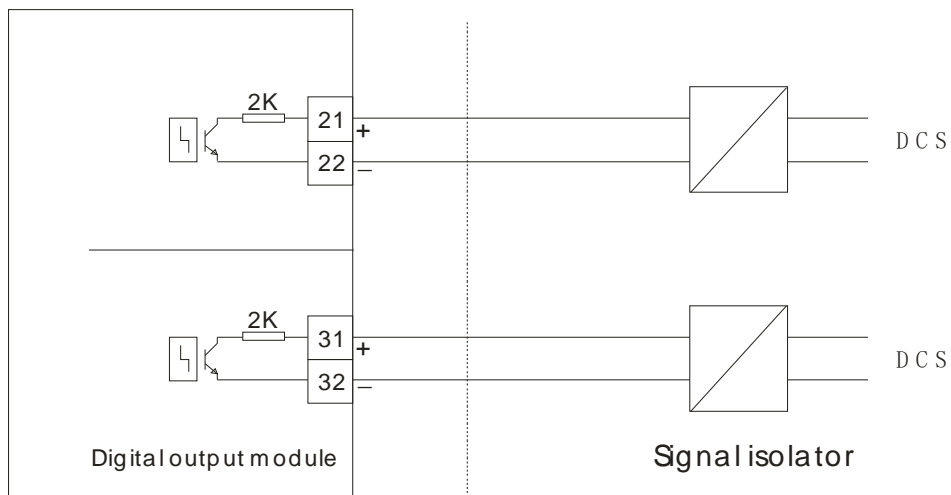 2K
21
+
22
−
DCS
2K
31
+
32
−
DCS
Digital output module
Signal isolator